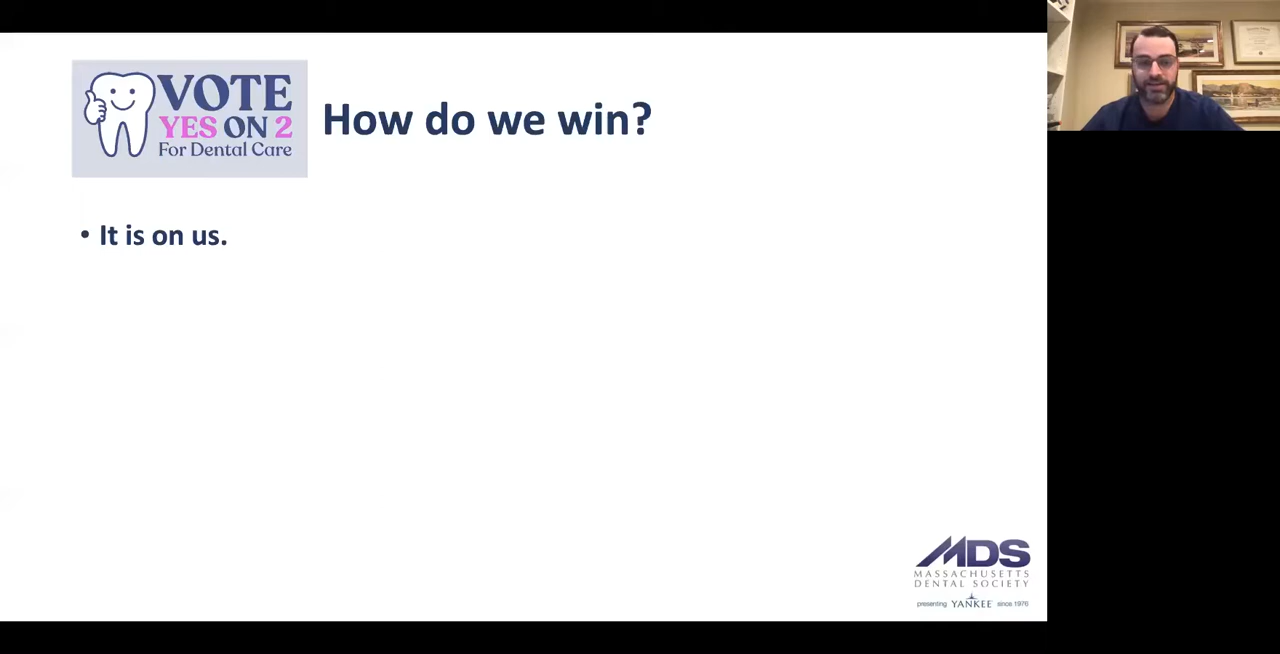 VOTE
YES ON 2
For Dental Care
How do we win?
• It is on us.
MDS
MASSACHUSETTS
DENTAL SOCIETY
presenting YANKEE since 1976